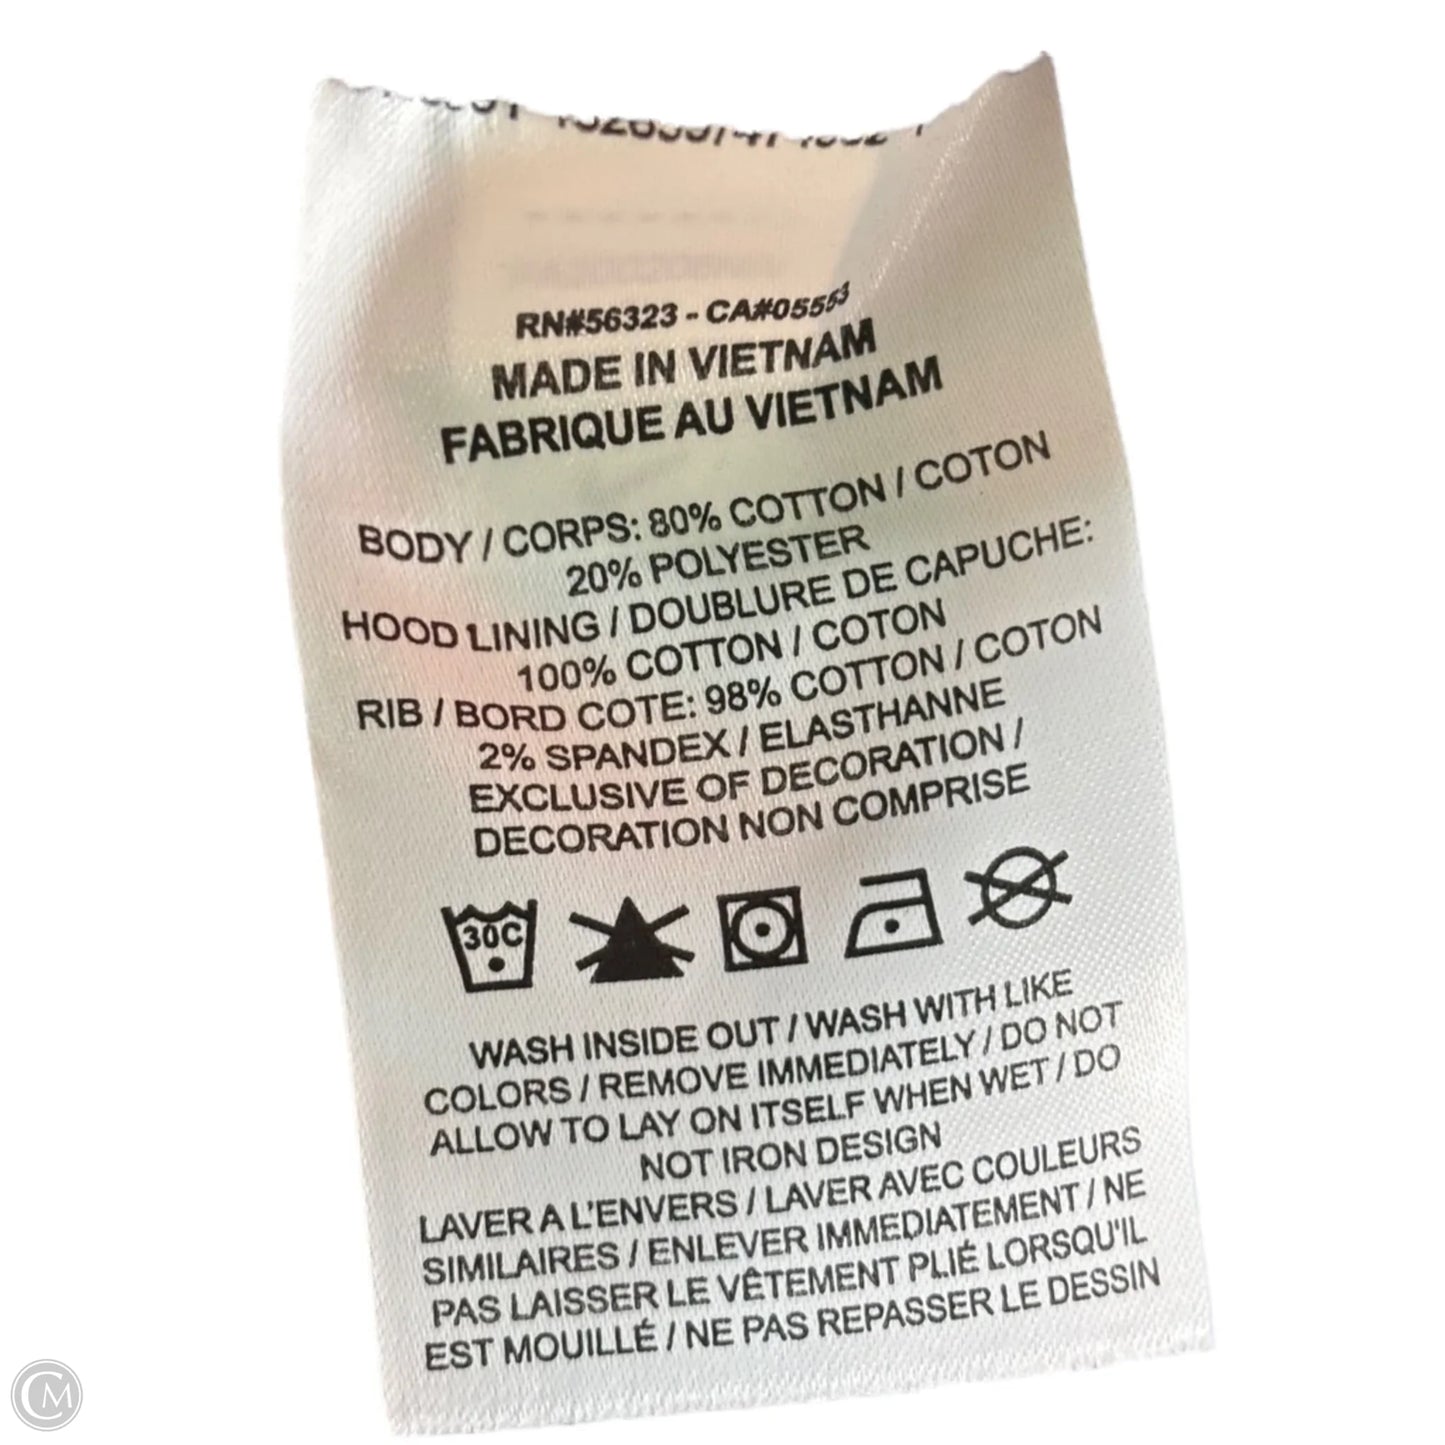 RN#56323 - CA#05553
MADE IN VIETNAM
FABRIQUE AU VIETNAM
BODY / CORPS: 80% COTTON / COTON
20% POLYESTER
HOOD LINING / DOUBLURE DE CAPUCHE:
100% COTTON / COTON
RIB / BORD COTE: 98% COTTON / COTON
2% SPANDEX / ELASTHANNE
EXCLUSIVE OF DECORATION /
DECORATION NON COMPRISE
30C
WASH INSIDE OUT / WASH WITH LIKE
COLORS / REMOVE IMMEDIATELY / DO NOT
ALLOW TO LAY ON ITSELF WHEN WET / DO
NOT IRON DESIGN
LAVER A L'ENVERS / LAVER AVEC COULEURS
SIMILAIRES / ENLEVER IMMEDIATEMENT / NE
PAS LAISSER LE VÊTEMENT PLIÉ LORSQU'IL
EST MOUILLÉ / NE PAS REPASSER LE DESSIN
CM